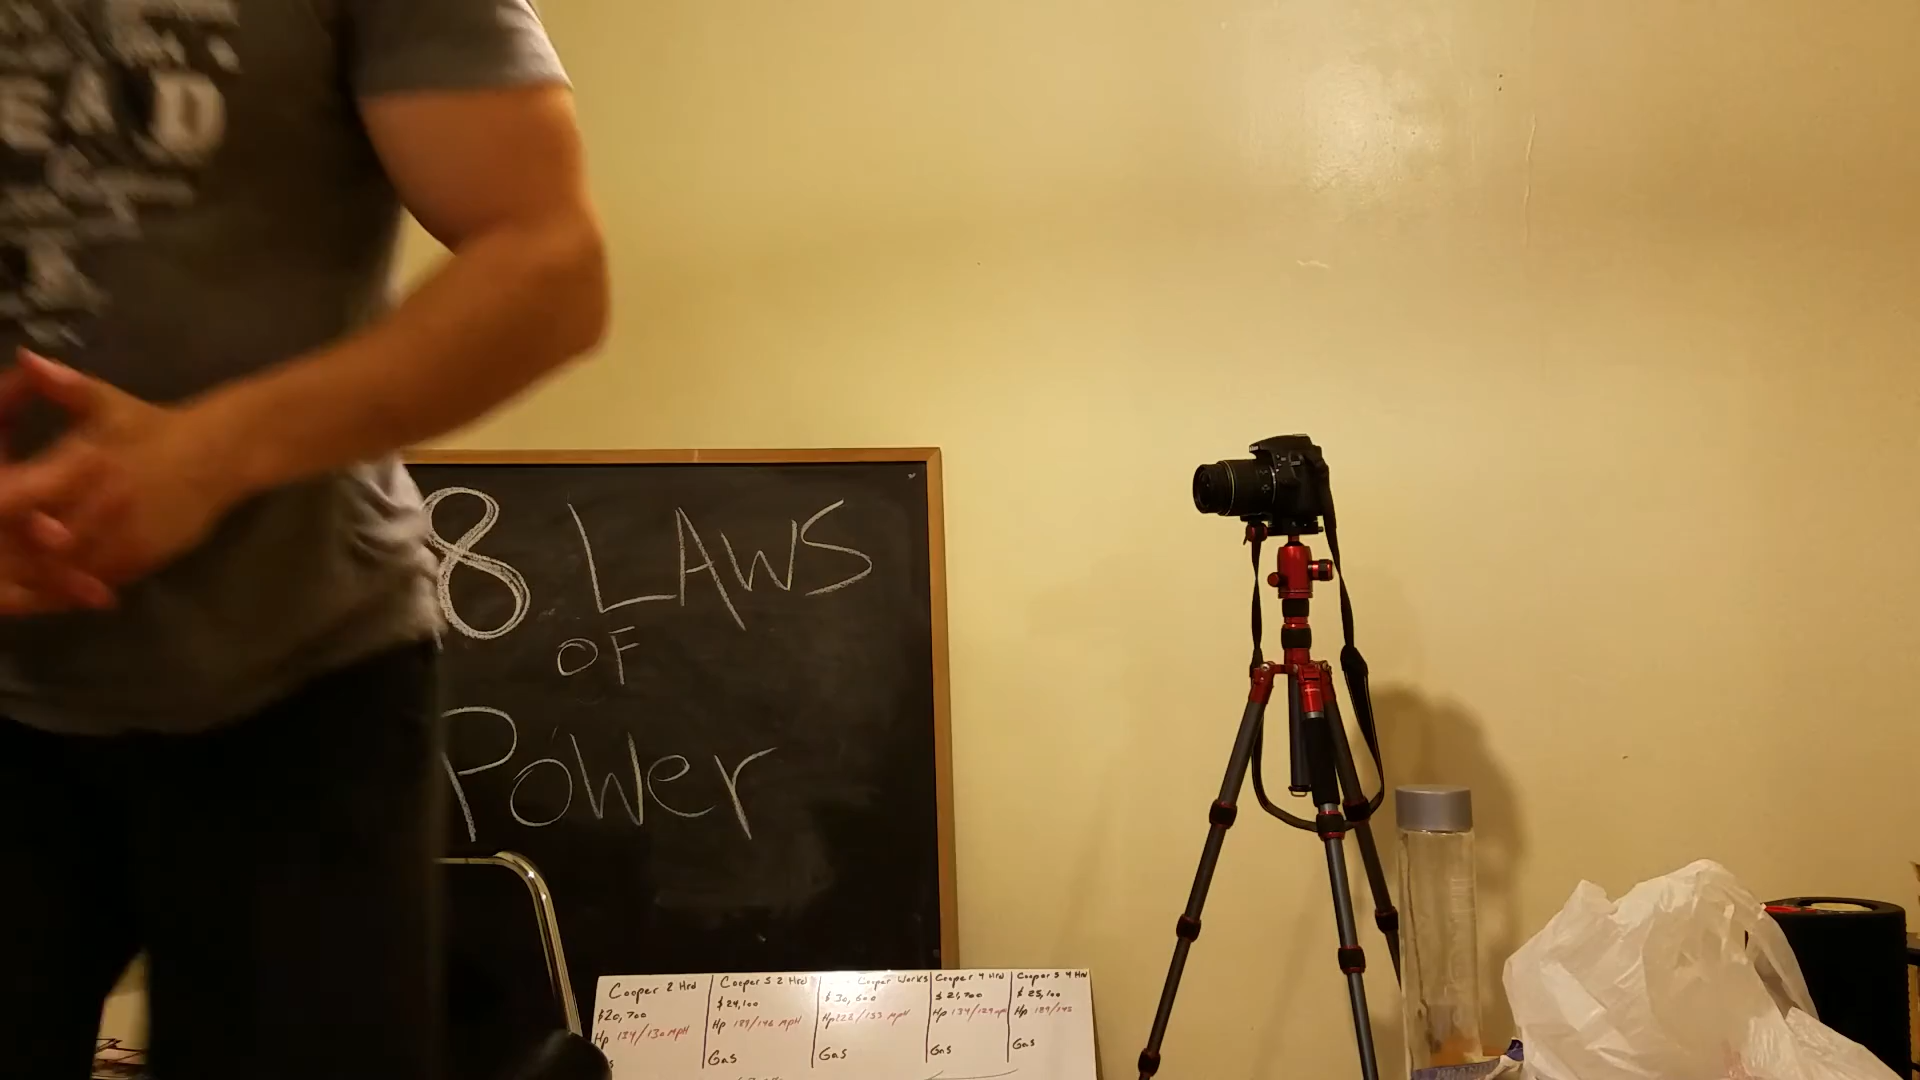 EAD
8 LAWS
OF
Power
Cooper 2 Hrd
$20,700
Hp 134/130 mpH
Cooper S 2 Hrd
$24,100
Hp 189/146 mpH
Gas
Cooper Works
$30,600
Hp 228/153 mpH
Gas
Cooper 4 Hrd
$21,700
Hp 134/129 mpH
Gas
Cooper S 4 Hrd
$25,100
Hp 189/145
Gas